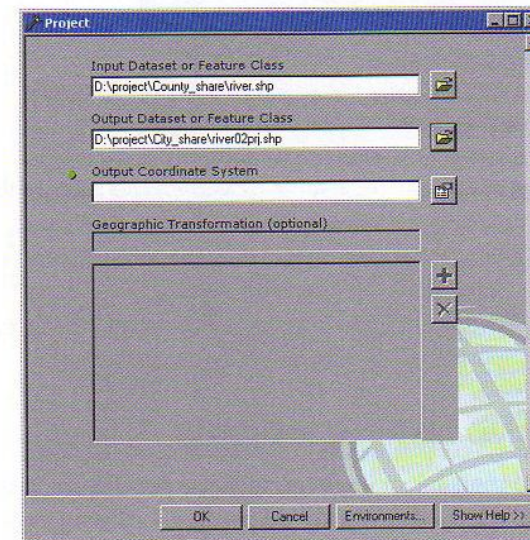 Project
Input Dataset or Feature Class
D:\project\County_share\river.shp
Output Dataset or Feature Class
D:\project\City_share\river02prj.shp
Output Coordinate System
Geographic Transformation (optional)
OK
Cancel
Environments...
Show Help >>